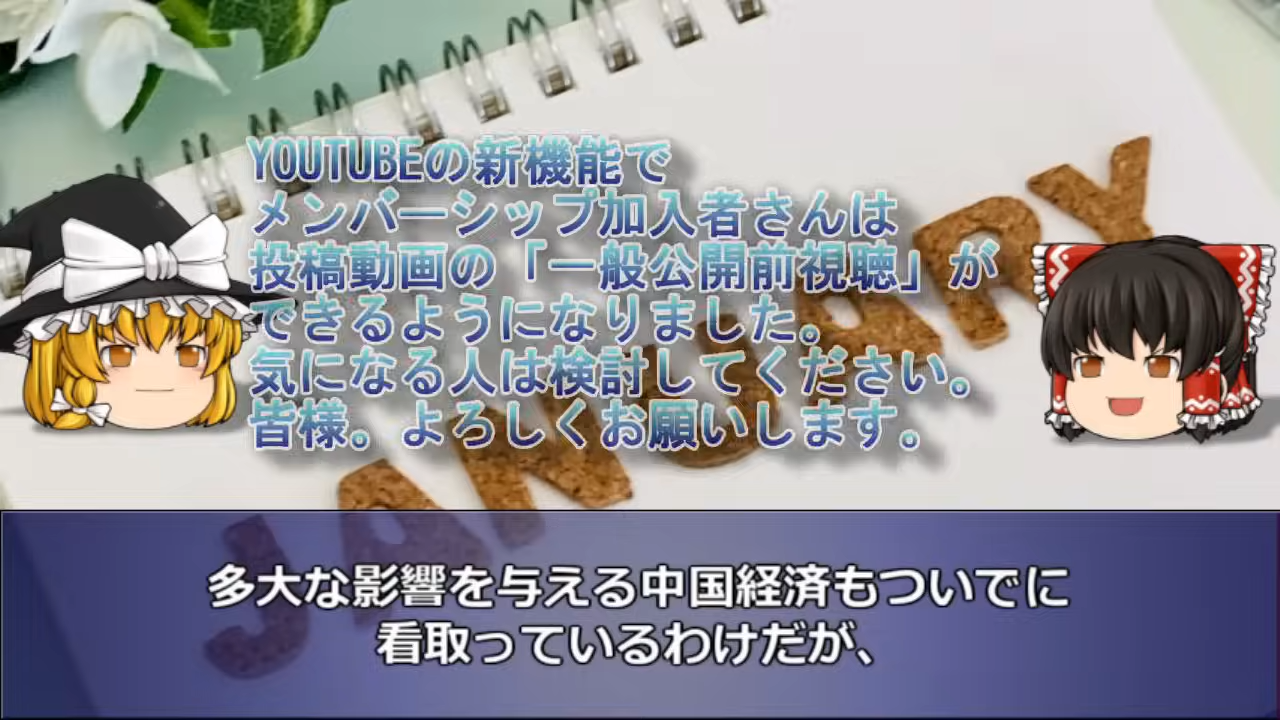 YOUTUBEの新機能で
メンバーシップ加入者さんは
投稿動画の「一般公開前視聴」が
できるようになりました。
気になる人は検討してください。
皆様。よろしくお願いします。
JANUARY
多大な影響を与える中国経済もついでに
看取っているわけだが、